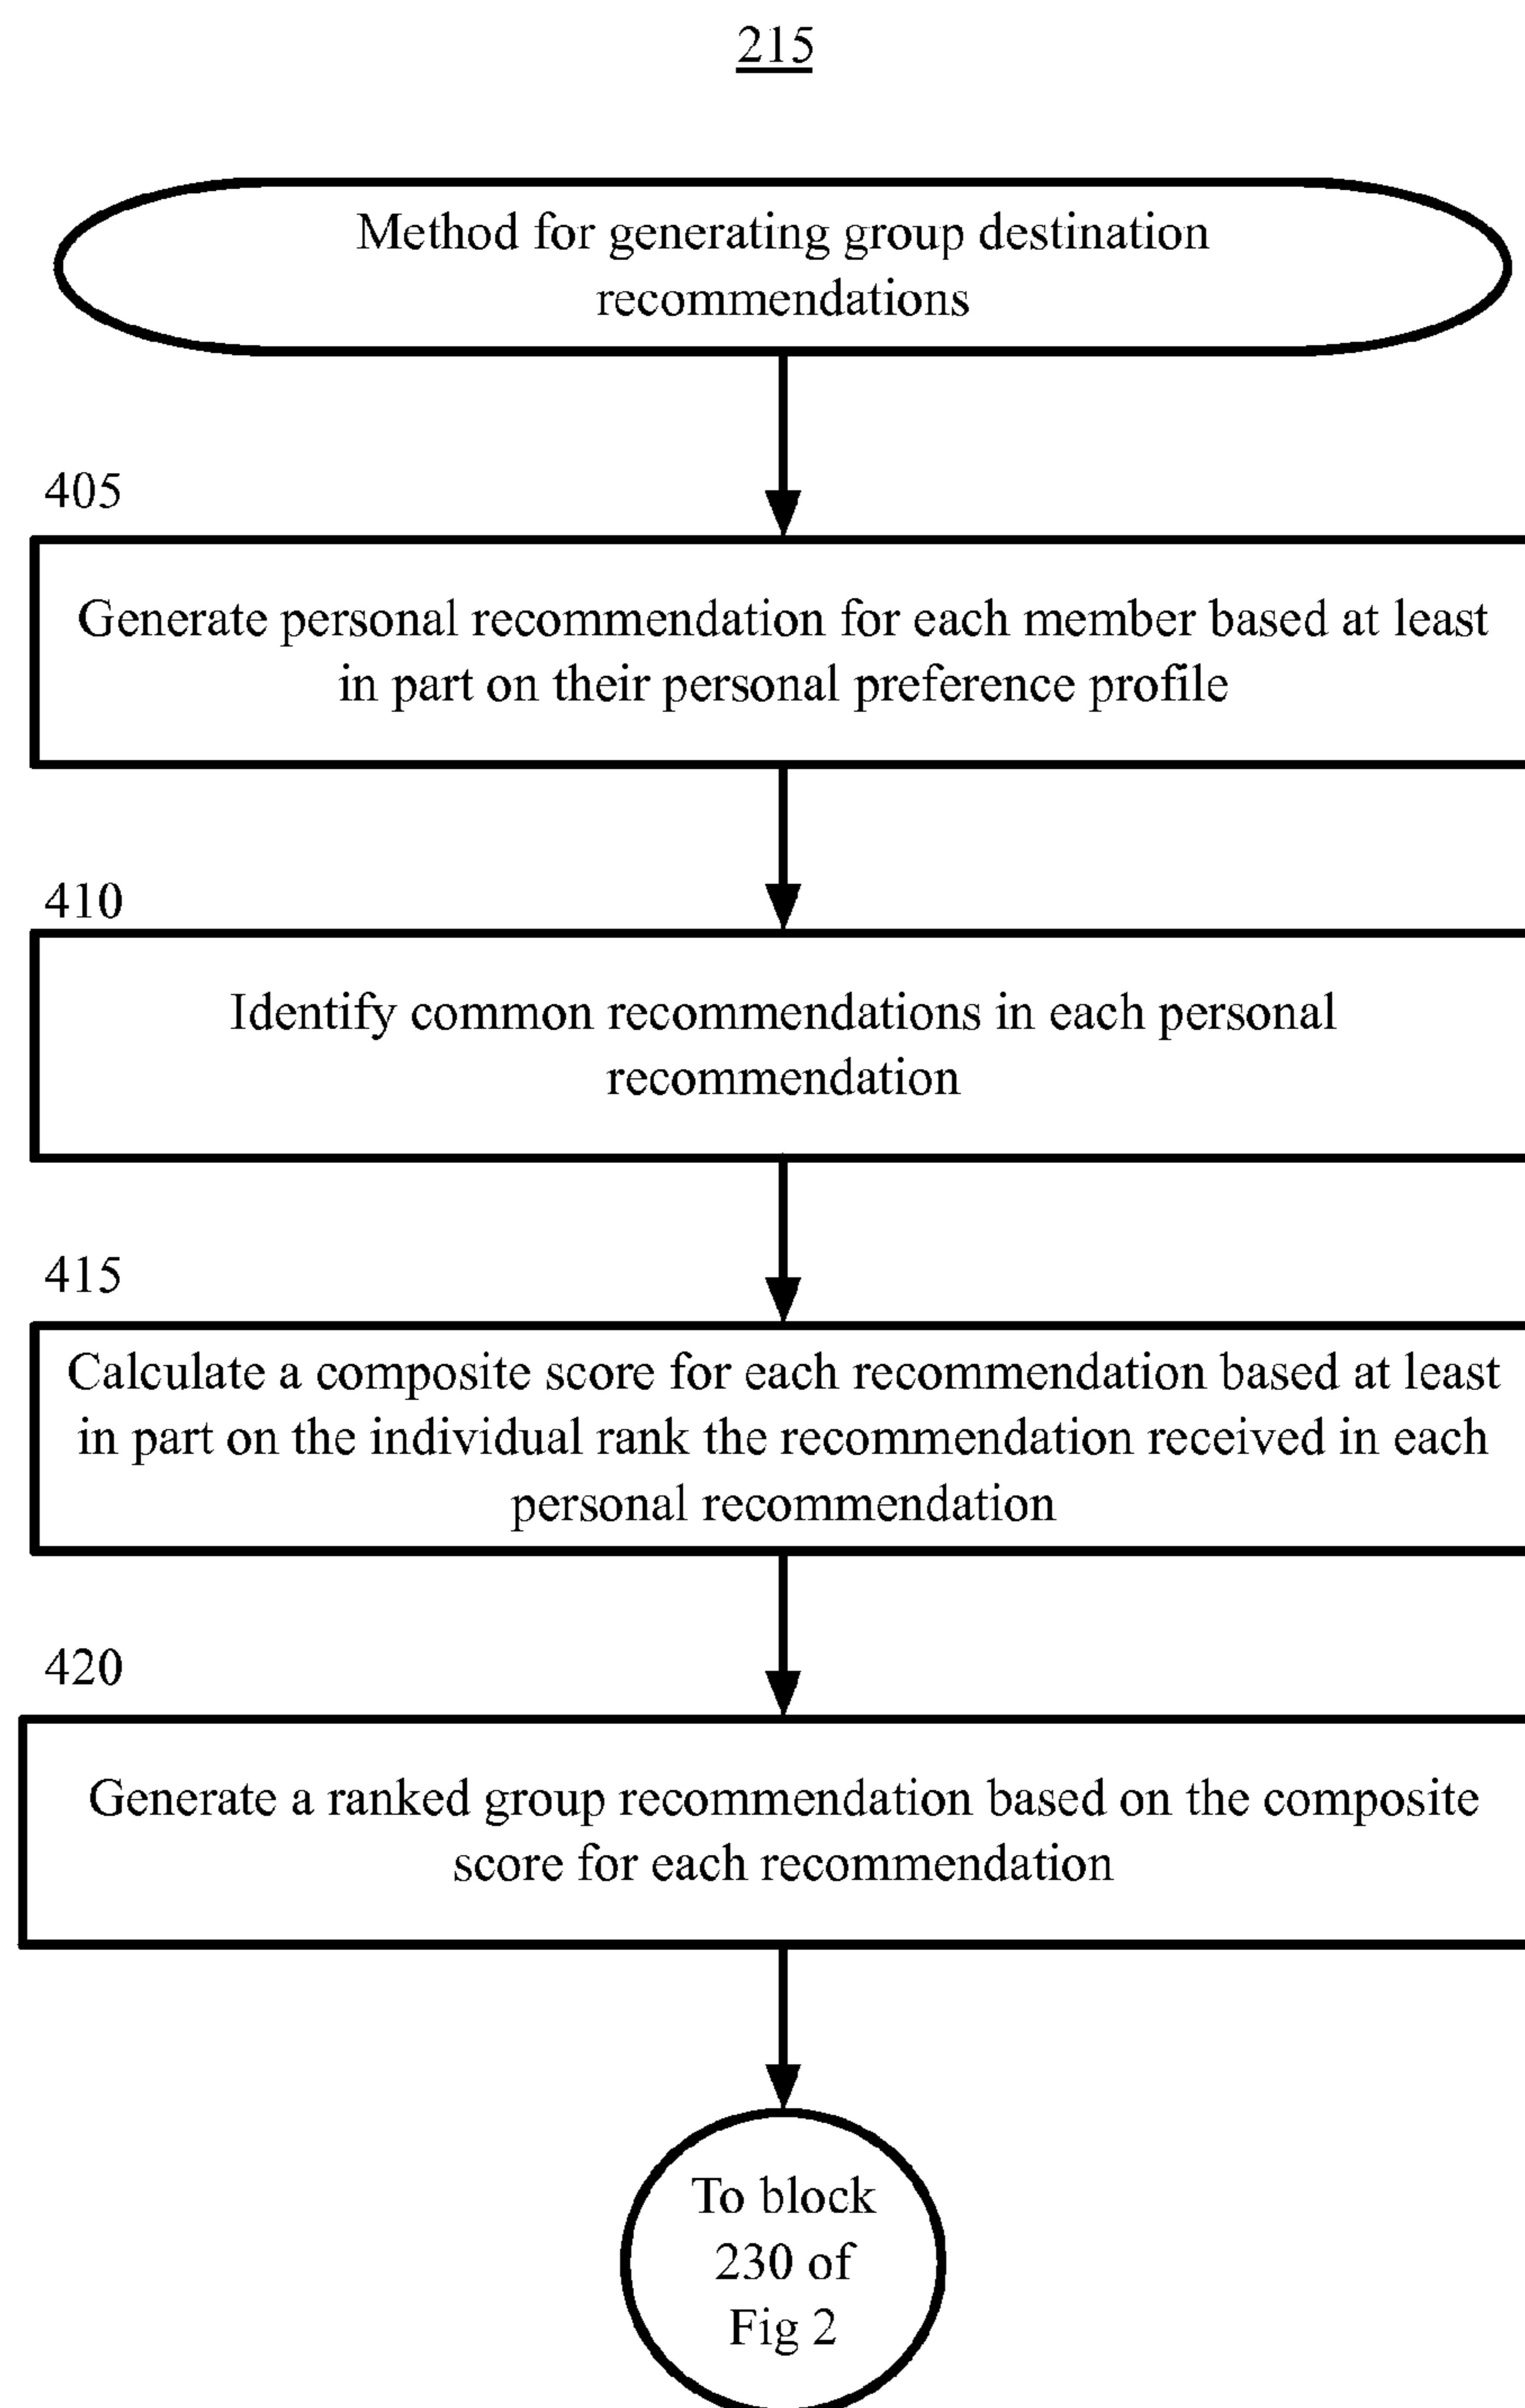 215
Method for generating group destination
recommendations
405
Generate personal recommendation for each member based at least
in part on their personal preference profile
410
Identify common recommendations in each personal
recommendation
415
Calculate a composite score for each recommendation based at least
in part on the individual rank the recommendation received in each
personal recommendation
420
Generate a ranked group recommendation based on the composite
score for each recommendation
To block
230 of
Fig 2